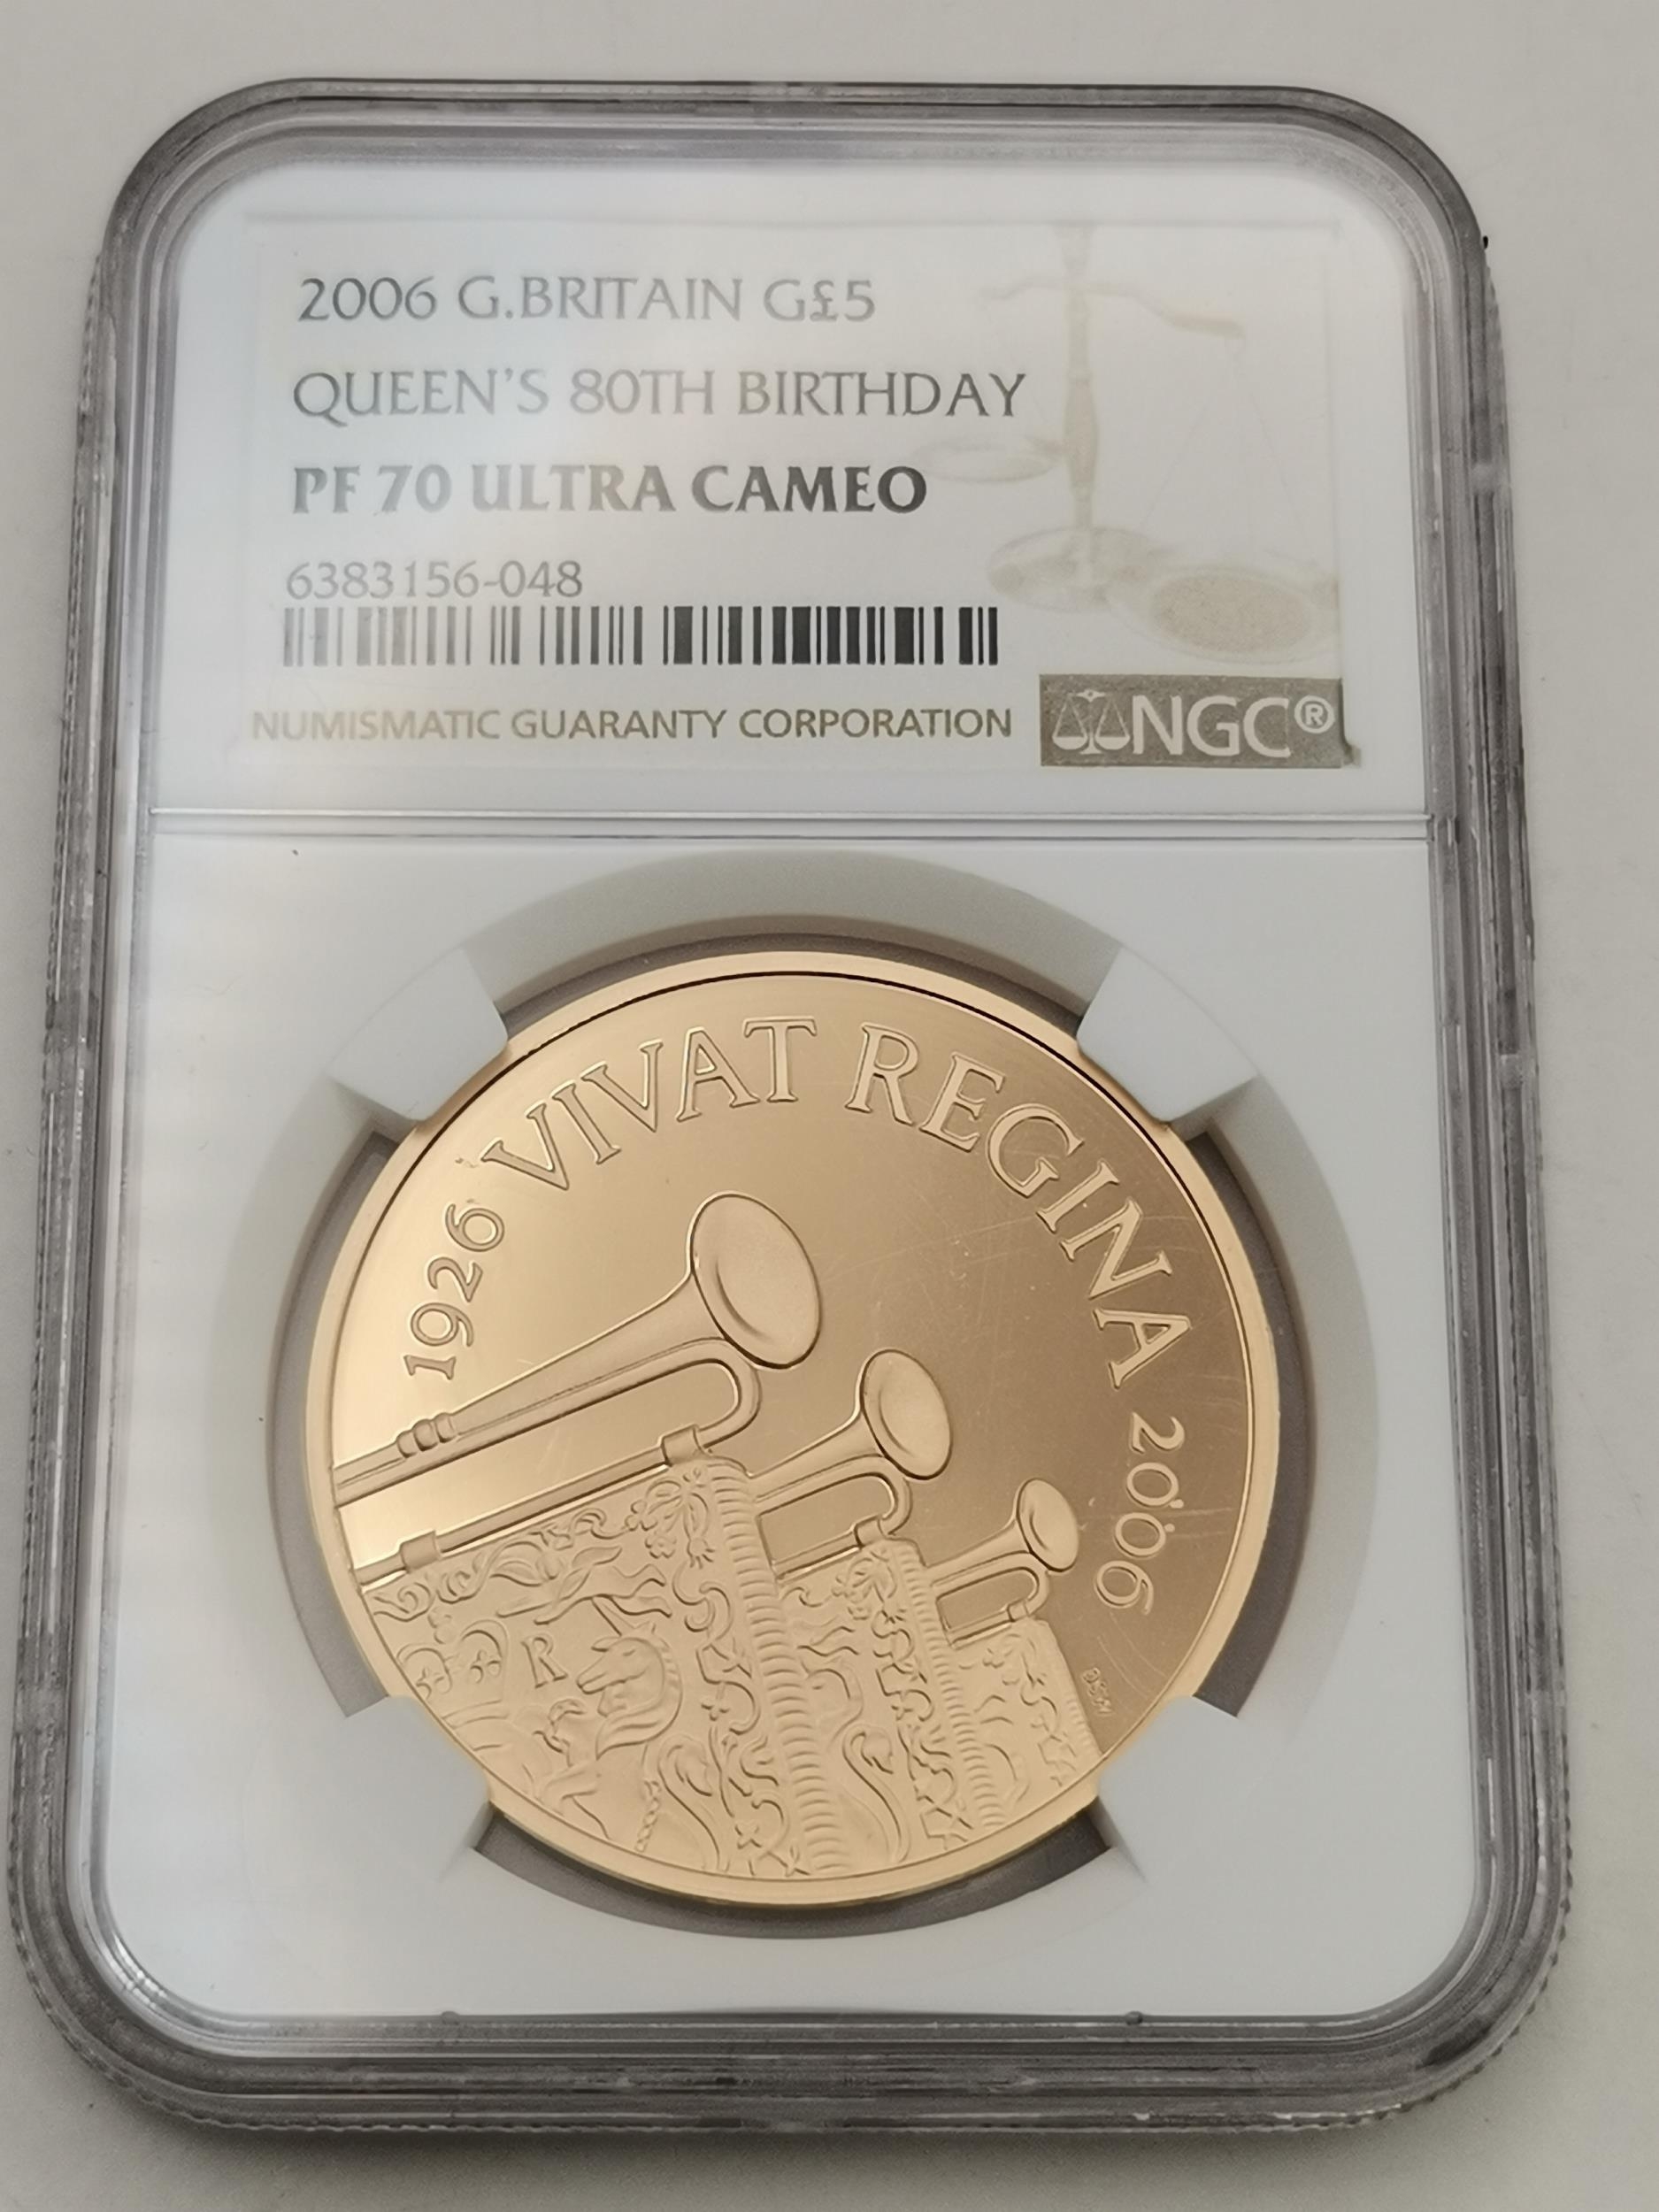 2006 G.BRITAIN G£5
QUEEN'S 80TH BIRTHDAY
PF 70 ULTRA CAMEO
6383156-048
NUMISMATIC GUARANTY CORPORATION NGC®
1926 VIVAT REGINA 2006
R